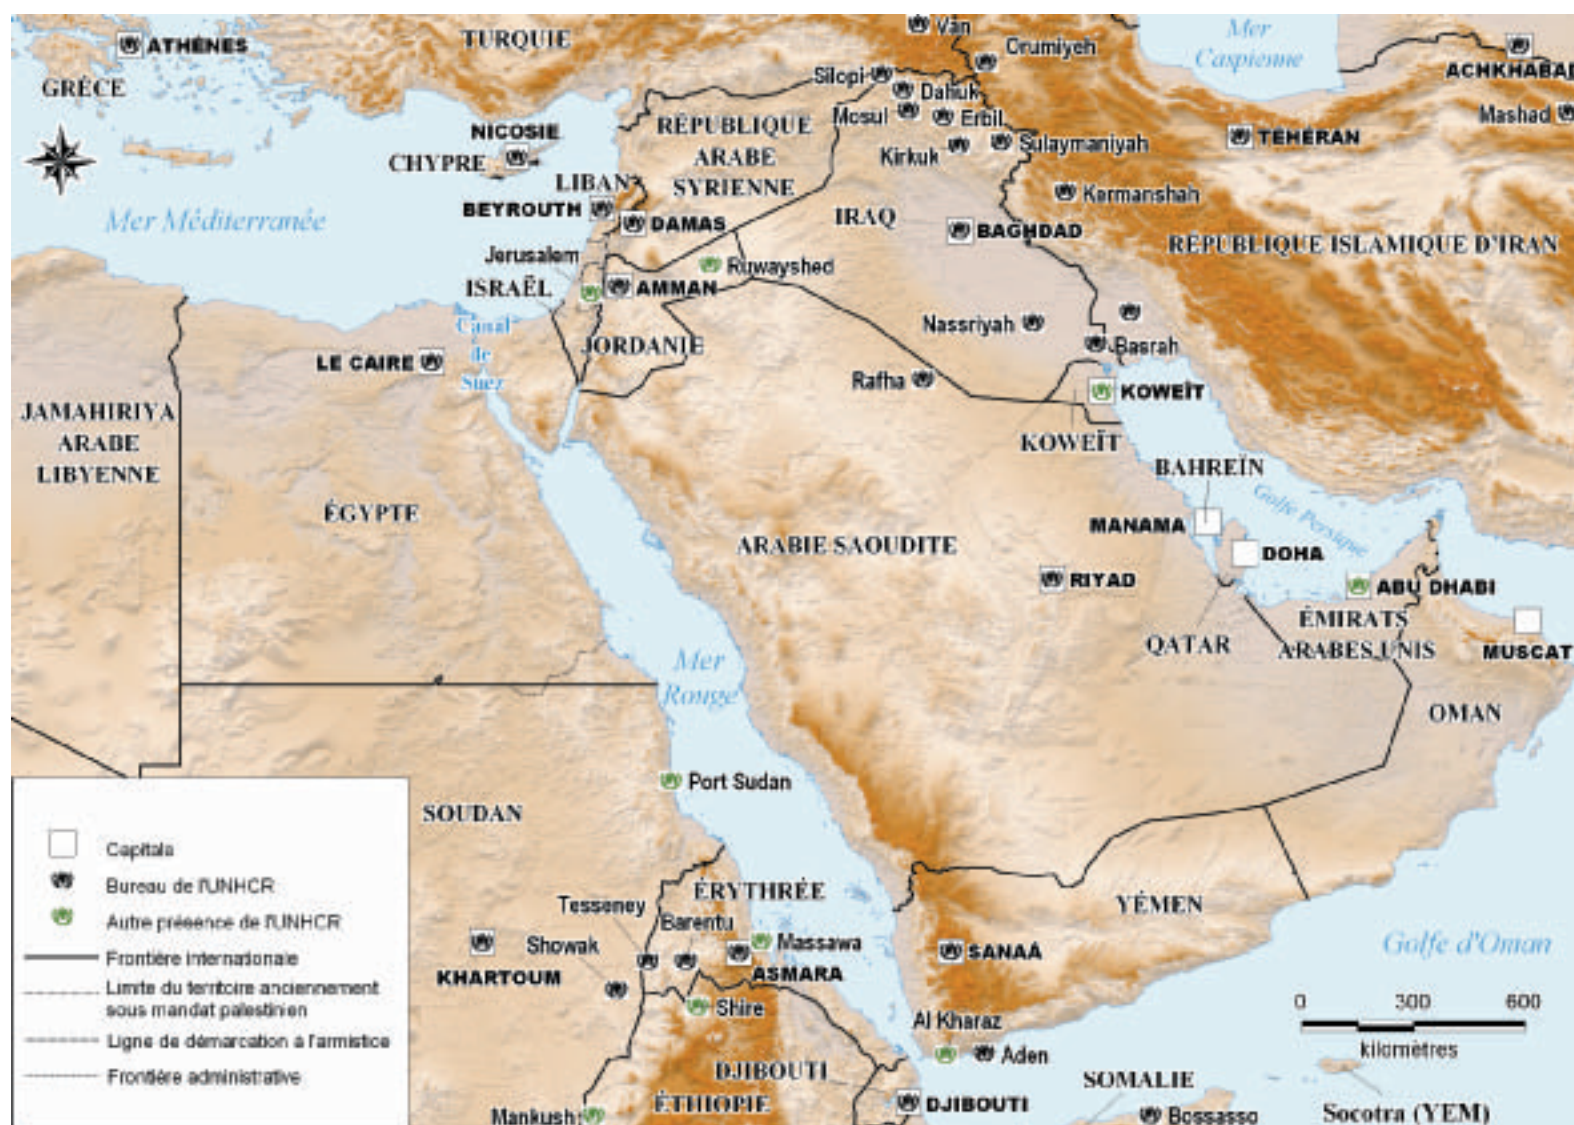 Van
Mer
Caspienne
ATHÉNES
TURQUIE
Orumiyeh
ACHKHABAD
GRÈCE
Silopi
Dahuk
Mosul
Erbil
Mashad
NICOSIE
RÉPUBLIQUE
ARABE
SYRIENNE
Kirkuk
Sulaymaniyah
TÉHÉRAN
CHYPRE
LIBAN
Kermanshah
BEYROUTH
DAMAS
IRAQ
BAGHDAD
RÉPUBLIQUE ISLAMIQUE D'IRAN
Mer Méditerranée
Jerusalem
Ruwayshed
ISRAËL
AMMAN
Canal
de
Suez
Nassriyah
Basrah
JORDANIE
LE CAIRE
Rafha
KOWEÏT
JAMAHIRIYA
ARABE
LIBYENNE
KOWEÏT
BAHREÏN
Golfe Persique
ÉGYPTE
MANAMA
ARABIE SAOUDITE
DOHA
RIYAD
ABU DHABI
ÉMIRATS
ARABES UNIS
QATAR
MUSCAT
Mer
Rouge
OMAN
Port Sudan
SOUDAN
Capitala
Bureau de l'UNHCR
Autre présence de l'UNHCR
Frontière internationale
Limite du territoire anciennement
sous mandat palestinien
Ligne de démarcation a l'armistice
Frontière administrative
ÉRYTHRÉE
Tesseney
Barentu
YÉMEN
Showak
Massawa
KHARTOUM
ASMARA
SANAÁ
Golfe d'Oman
Shire
Al Kharaz
0 300 600
kilomètres
Aden
DJIBOUTI
SOMALIE
ÉTHIOPIE
DJIBOUTI
Mankush
Bossasso
Socotra (YEM)